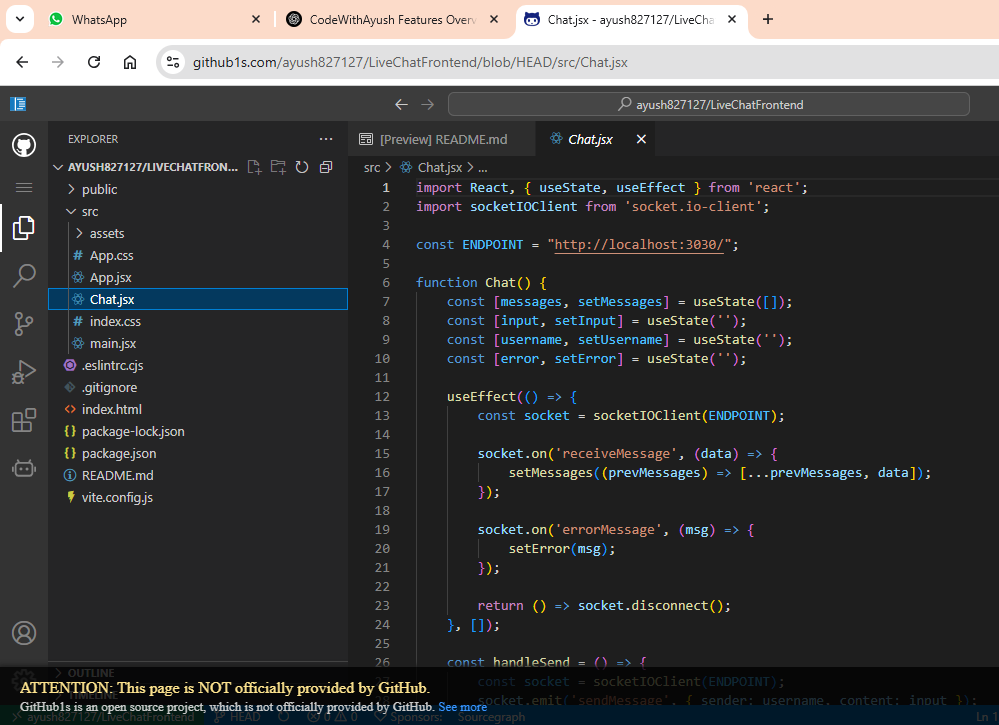 WhatsApp
CodeWithAyush Features Overv
Chat.jsx - ayush827127/LiveCha
github1s.com/ayush827127/LiveChatFrontend/blob/HEAD/src/Chat.jsx
ayush827127/LiveChatFrontend
EXPLORER
AYUSH827127/LIVECHATFRON...
public
src
assets
# App.css
App.jsx
Chat.jsx
# index.css
main.jsx
.eslintrc.cjs
.gitignore
<> index.html
{} package-lock.json
{} package.json
README.md
vite.config.js
OUTLINE
TIMELINE
[Preview] README.md
Chat.jsx
src > Chat.jsx > ...
1 import React, { useState, useEffect } from 'react';
2 import socketIOClient from 'socket.io-client';
3
4 const ENDPOINT = "http://localhost:3030/";
5
6 function Chat() {
7 const [messages, setMessages] = useState([]);
8 const [input, setInput] = useState('');
9 const [username, setUsername] = useState('');
10 const [error, setError] = useState('');
11
12 useEffect(() => {
13 const socket = socketIOClient(ENDPOINT);
14
15 socket.on('receiveMessage', (data) => {
16 setMessages((prevMessages) => [...prevMessages, data]);
17 });
18
19 socket.on('errorMessage', (msg) => {
20 setError(msg);
21 });
22
23 return () => socket.disconnect();
24 }, []);
25
26 const handleSend = () => {
const socket = socketIOClient(ENDPOINT);
socket.emit('sendMessage', { sender: username, content: input });
ATTENTION: This page is NOT officially provided by GitHub.
GitHub1s is an open source project, which is not officially provided by GitHub. See more
ayush827127/LiveChatFrontend HEAD 0 0 Sponsors: Sourcegraph Ln 1